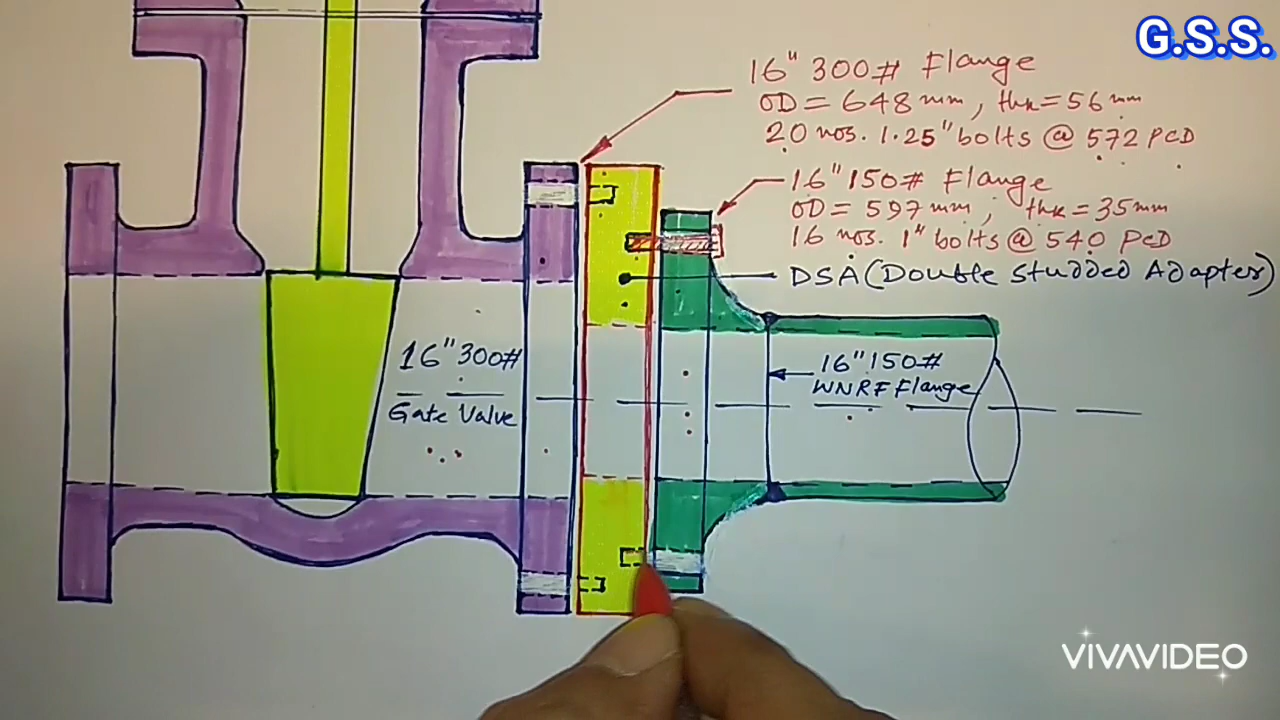 G.S.S.
16" 300# Flange
OD = 648 mm, thk = 56 mm
20 nos. 1.25" bolts @ 572 PCD
16" 150# Flange
OD = 597 mm, thk = 35 mm
16 nos. 1" bolts @ 540 PCD
DSA (Double Studded Adapter)
16" 300#
Gate Valve
16" 150#
WNRF Flange
VIVAVIDEO